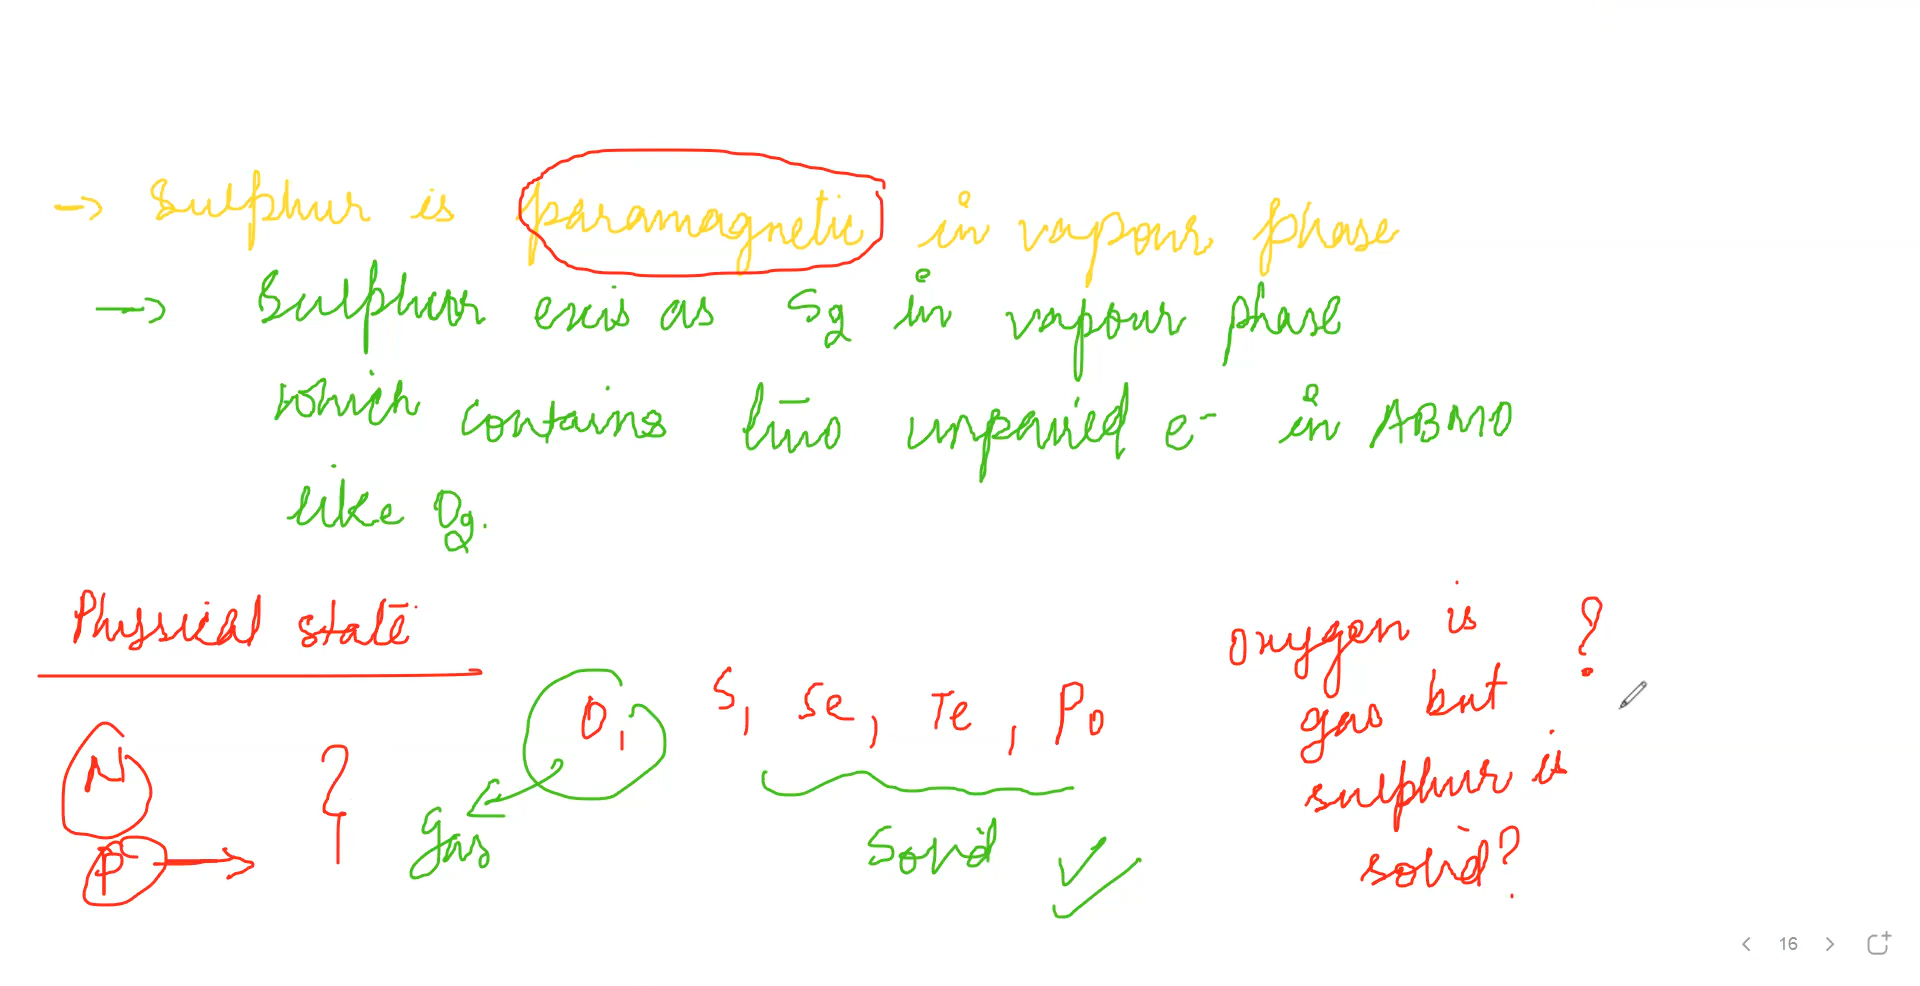 → Sulphur is paramagnetic in vapour phase
→ Sulphur exis as S2 in vapour phase
which contains two unpaired e- in ABMO
like O2.
Physical state
O, S, Se, Te, Po
N ?
P →
Gas
Solid
Oxygen is ?
gas but
sulphur is
solid?
16